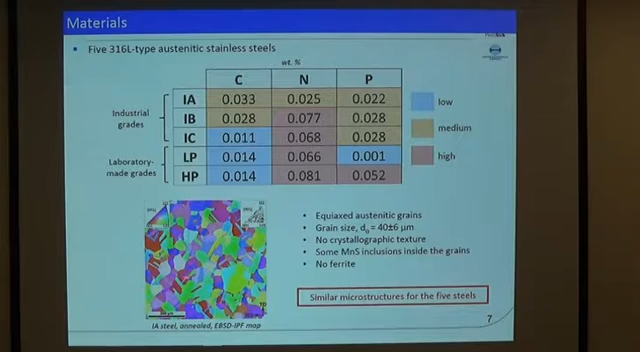 Materials
Five 316L-type austenitic stainless steels
wt. %
C N P
IA 0.033 0.025 0.022
IB 0.028 0.077 0.028
IC 0.011 0.068 0.028
LP 0.014 0.066 0.001
HP 0.014 0.081 0.052
Industrial
grades
Laboratory-
made grades
low
medium
high
Equiaxed austenitic grains
Grain size, dg = 40±6 µm
No crystallographic texture
Some MnS inclusions inside the grains
No ferrite
Similar microstructures for the five steels
IA steel, annealed, EBSD-IPF map
7